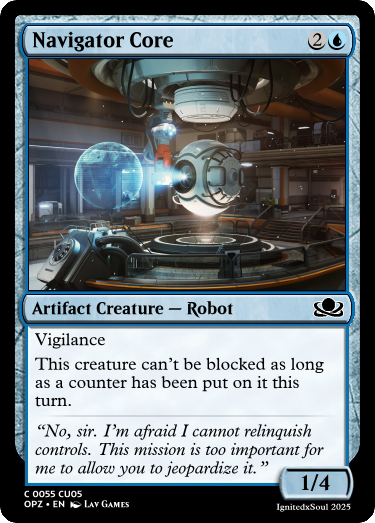 Navigator Core 2
Artifact Creature — Robot
Vigilance
This creature can't be blocked as long
as a counter has been put on it this
turn.
“No, sir. I'm afraid I cannot relinquish
controls. This mission is too important for
me to allow you to jeopardize it.”
1/4
C 0055 CU05
OPZ • EN Lay Games
IgnitedxSoul 2025